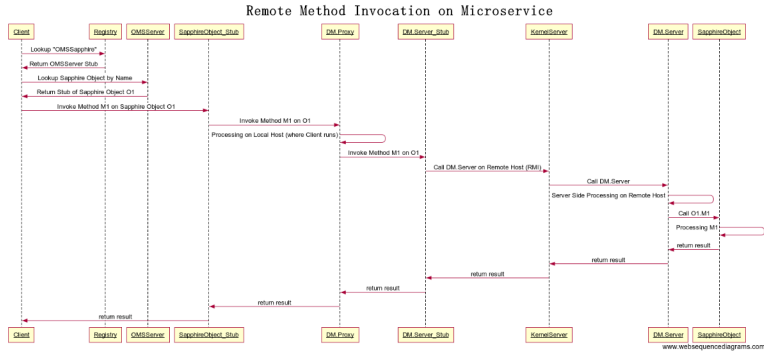 Remote Method Invocation on Microservice
Client Registry OMSServer SapphireObject_Stub DM.Proxy DM.Server_Stub KernelServer DM.Server SapphireObject
Lookup "OMSSapphire"
Return OMSServer Stub
Lookup Sapphire Object by Name
Return Stub of Sapphire Object O1
Invoke Method M1 on Sapphire Object O1
Invoke Method M1 on O1
Processing on Local Host (where Client runs)
Invoke Method M1 on O1
Call DM.Server on Remote Host (RMI)
Call DM.Server
Server Side Processing on Remote Host
Call O1.M1
Processing M1
return result
return result
return result
return result
return result
return result
Client Registry OMSServer SapphireObject_Stub DM.Proxy DM.Server_Stub KernelServer DM.Server SapphireObject
www.websequencediagrams.com